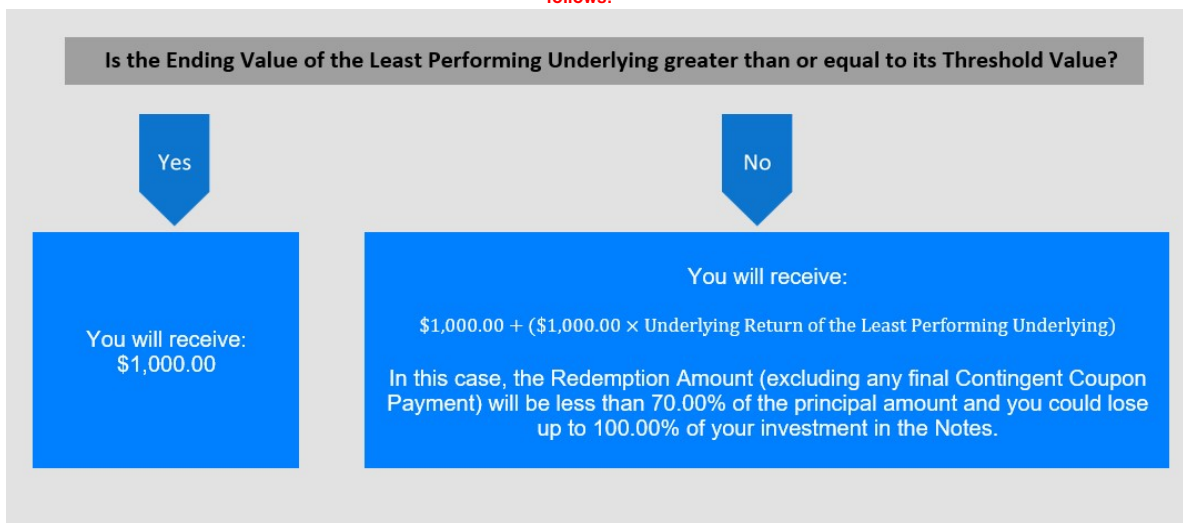 follows:
Is the Ending Value of the Least Performing Underlying greater than or equal to its Threshold Value?
Yes
No
You will receive:
$1,000.00
You will receive:
$1,000.00 + ($1,000.00 × Underlying Return of the Least Performing Underlying)
In this case, the Redemption Amount (excluding any final Contingent Coupon
Payment) will be less than 70.00% of the principal amount and you could lose
up to 100.00% of your investment in the Notes.